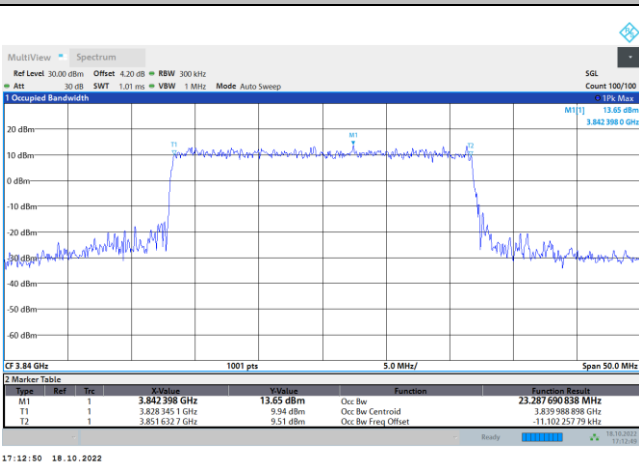 MultiView Spectrum
Ref Level 30.00 dBm Offset 4.20 dB RBW 300 kHz SGL
Att 30 dB SWT 1.01 ms VBW 1 MHz Mode Auto Sweep Count 100/100
1 Occupied Bandwidth 1Pk Max
M1[1] 13.65 dBm
3.842 398 0 GHz
20 dBm
M1
T1 T2
10 dBm
0 dBm
-10 dBm
-20 dBm
-30 dBm
-40 dBm
-50 dBm
-60 dBm
CF 3.84 GHz 1001 pts 5.0 MHz/ Span 50.0 MHz
2 Marker Table
Type Ref Trc X-Value Y-Value Function Function Result
M1 1 3.842 398 GHz 13.65 dBm Occ Bw 23.287 690 838 MHz
T1 1 3.828 345 1 GHz 9.94 dBm Occ Bw Centroid 3.839 988 898 GHz
T2 1 3.851 632 7 GHz 9.51 dBm Occ Bw Freq Offset -11.102 257 79 kHz
Ready 18.10.2022
17:12:49
17:12:50 18.10.2022